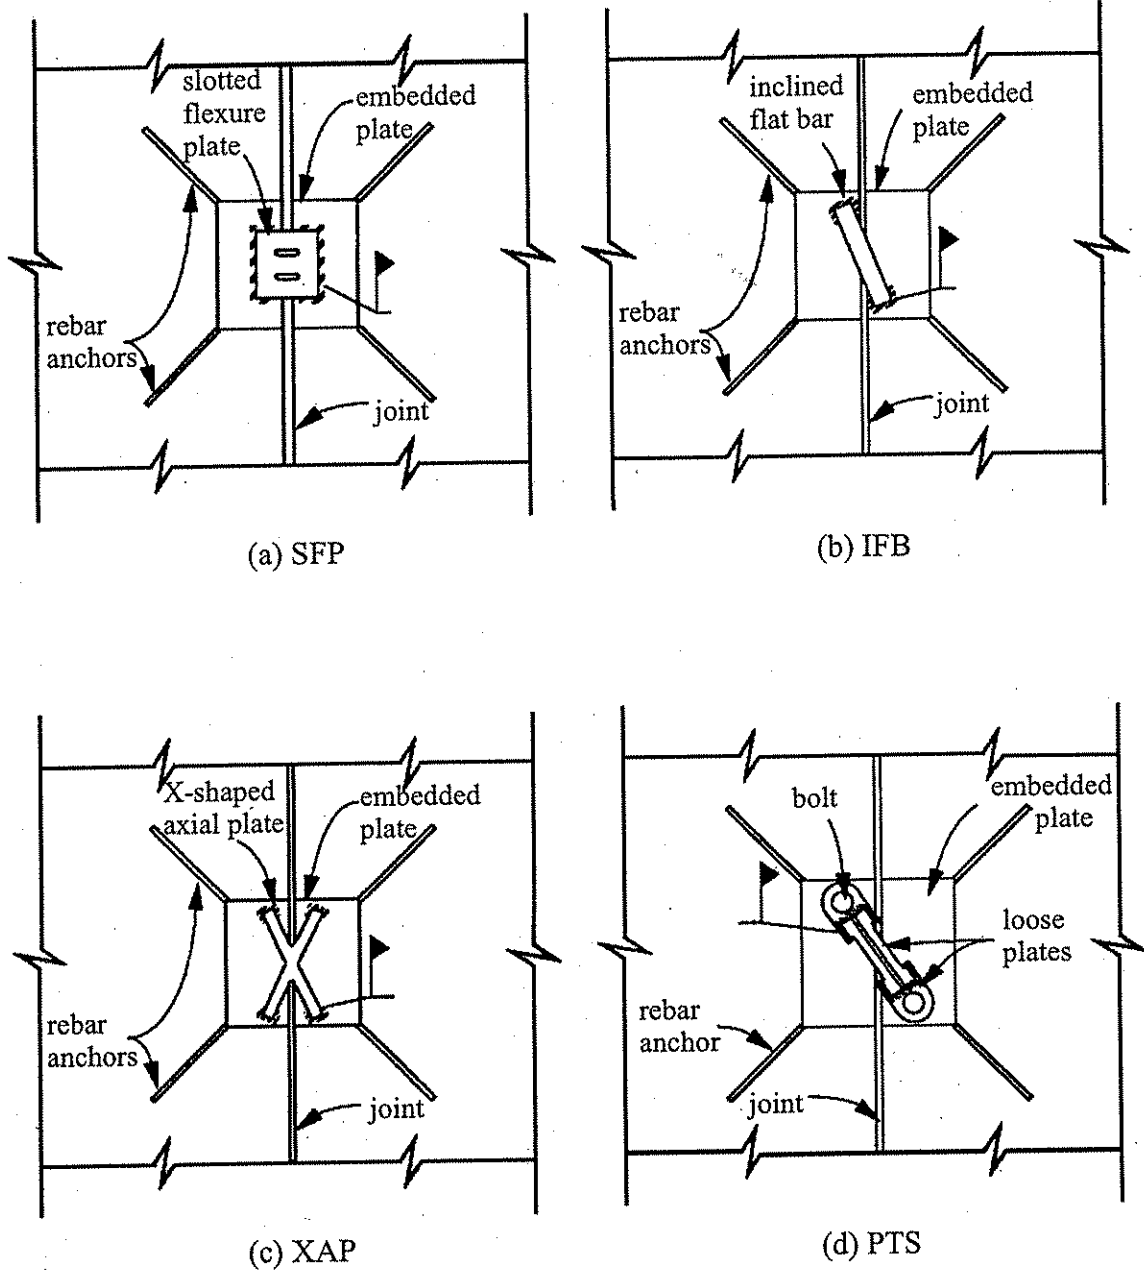 slotted
flexure
plate
embedded
plate
rebar
anchors
joint
(a) SFP
inclined
flat bar
embedded
plate
rebar
anchors
joint
(b) IFB
X-shaped
axial plate
embedded
plate
rebar
anchors
joint
(c) XAP
bolt
embedded
plate
loose
plates
rebar
anchor
joint
(d) PTS